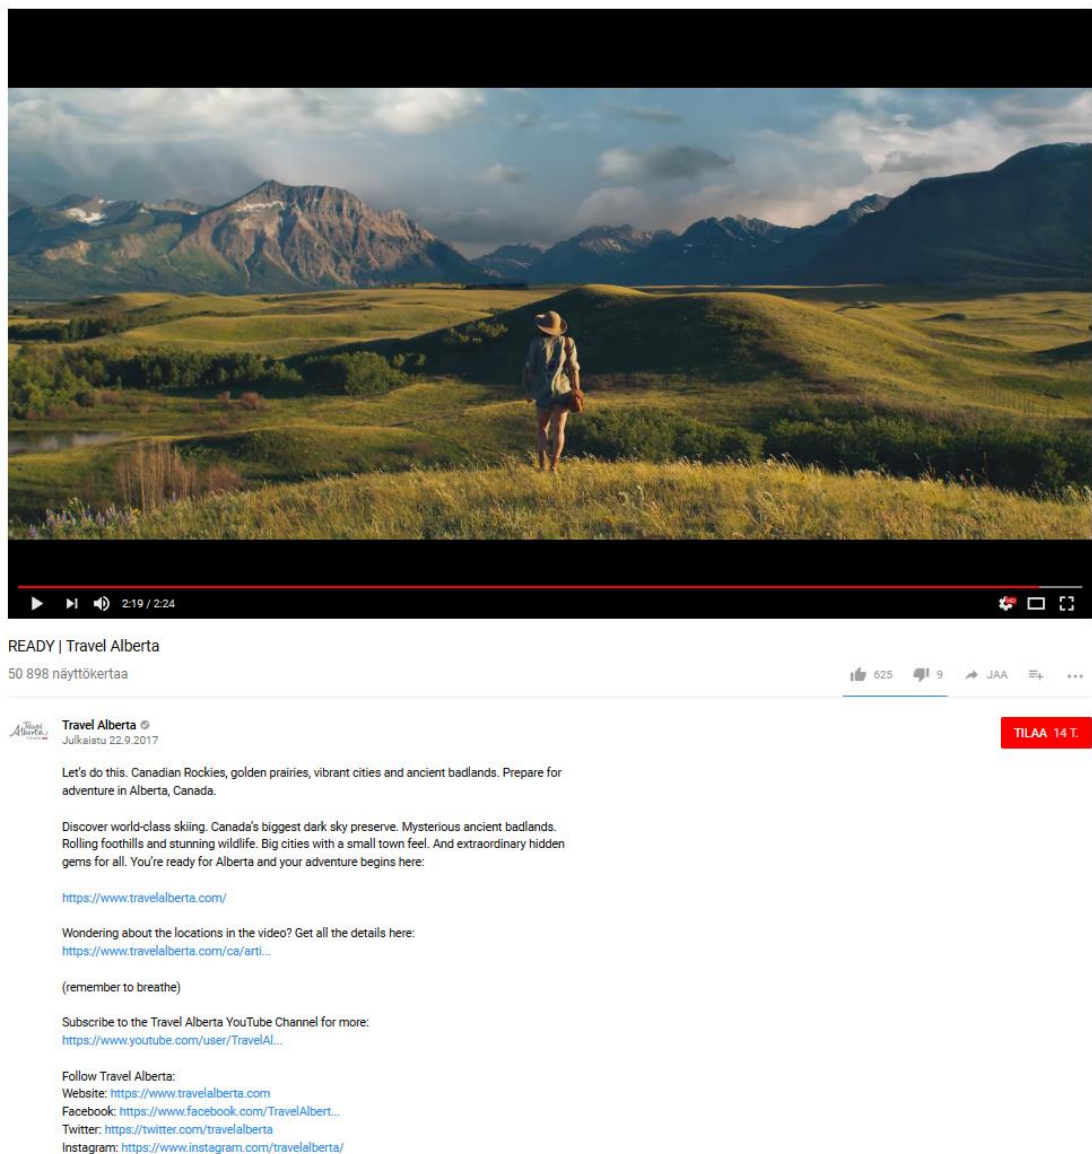 2:19 / 2:24
HD
READY | Travel Alberta
50 898 näyttökertaa
625 9 JAA
Travel Alberta
Travel Alberta
Julkaistu 22.9.2017
TILAA 14 T.
Let's do this. Canadian Rockies, golden prairies, vibrant cities and ancient badlands. Prepare for
adventure in Alberta, Canada.
Discover world-class skiing. Canada's biggest dark sky preserve. Mysterious ancient badlands.
Rolling foothills and stunning wildlife. Big cities with a small town feel. And extraordinary hidden
gems for all. You're ready for Alberta and your adventure begins here:
https://www.travelalberta.com/
Wondering about the locations in the video? Get all the details here:
https://www.travelalberta.com/ca/arti...
(remember to breathe)
Subscribe to the Travel Alberta YouTube Channel for more:
https://www.youtube.com/user/TravelAl...
Follow Travel Alberta:
Website: https://www.travelalberta.com
Facebook: https://www.facebook.com/TravelAlbert...
Twitter: https://twitter.com/travelalberta
Instagram: https://www.instagram.com/travelalberta/